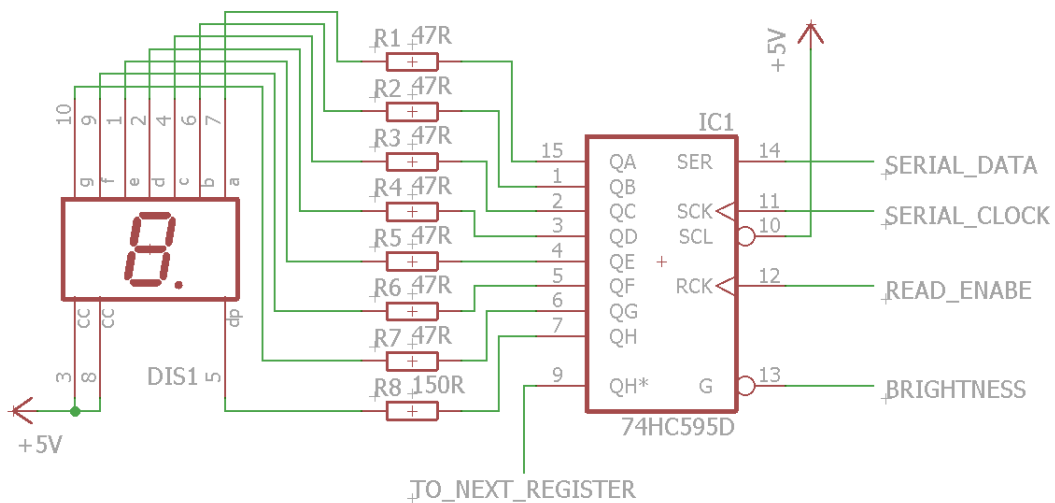 R1 47R
R2 47R
R3 47R
R4 47R
R5 47R
R6 47R
R7 47R
R8 150R
10 9 1 2 4 6 7
g f e d c b a
CC CC dp
3 8 5
DIS1
+5V
+5V
IC1
15 QA SER 14 SERIAL_DATA
1 QB
2 QC SCK 11 SERIAL_CLOCK
3 QD SCL 10
4 QE
5 QF RCK 12 READ_ENABE
6 QG
7 QH
9 QH* G 13 BRIGHTNESS
74HC595D
TO_NEXT_REGISTER